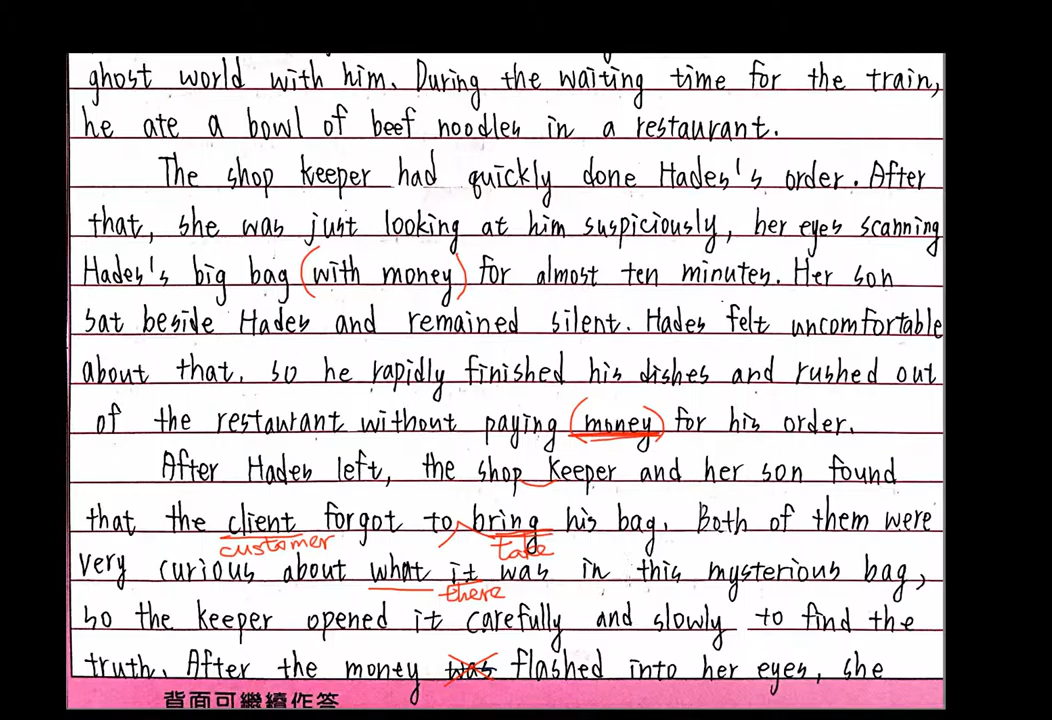 ghost world with him. During the waiting time for the train,
he ate a bowl of beef noodles in a restaurant.
The shop keeper had quickly done Hades's order. After
that, she was just looking at him suspiciously, her eyes scanning
Hades's big bag (with money) for almost ten minutes. Her son
sat beside Hades and remained silent. Hades felt uncomfortable
about that, so he rapidly finished his dishes and rushed out
of the restaurant without paying (money) for his order.
After Hades left, the shop keeper and her son found
that the client forgot to bring his bag. Both of them were
customer take
very curious about what it was in this mysterious bag,
there
so the keeper opened it carefully and slowly to find the
truth. After the money was flashed into her eyes, she
背面可繼續作答